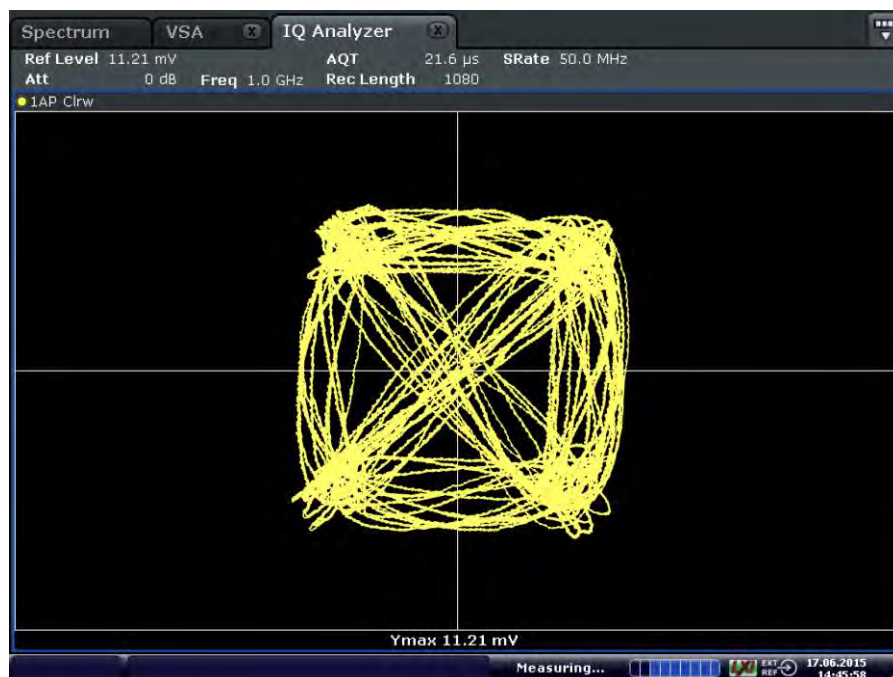 Spectrum VSA X IQ Analyzer X
Ref Level 11.21 mV AQT 21.6 µs SRate 50.0 MHz
Att 0 dB Freq 1.0 GHz Rec Length 1080
1AP Clrw
Ymax 11.21 mV
Measuring... LXI EXT REF 17.06.2015
14:45:58